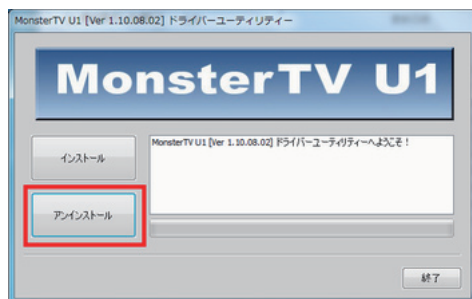 MonsterTV U1 [Ver 1.10.08.02] ドライバーユーティリティー
MonsterTV U1
インストール
MonsterTV U1 [Ver 1.10.08.02] ドライバーユーティリティーへようこそ！
アンインストール
終了